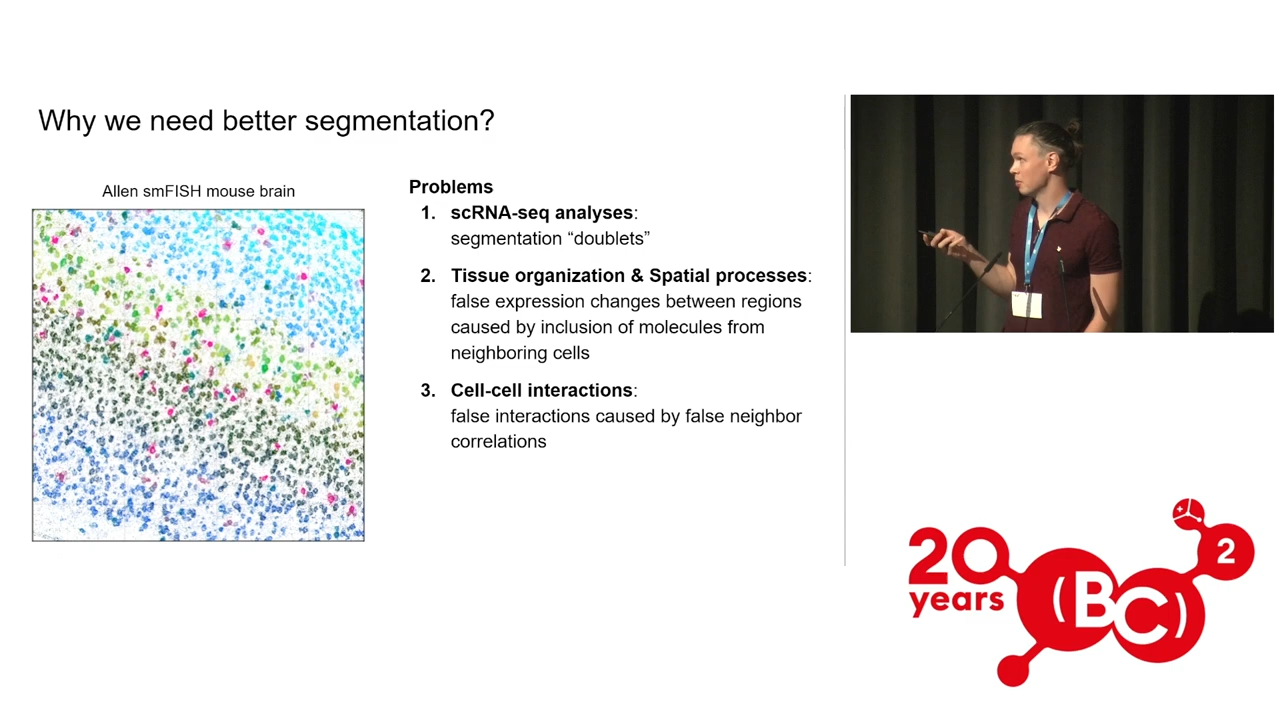 Why we need better segmentation?
Allen smFISH mouse brain
Problems
1. scRNA-seq analyses:
segmentation “doublets”
2. Tissue organization & Spatial processes:
false expression changes between regions
caused by inclusion of molecules from
neighboring cells
3. Cell-cell interactions:
false interactions caused by false neighbor
correlations
20
years
(BC)
2